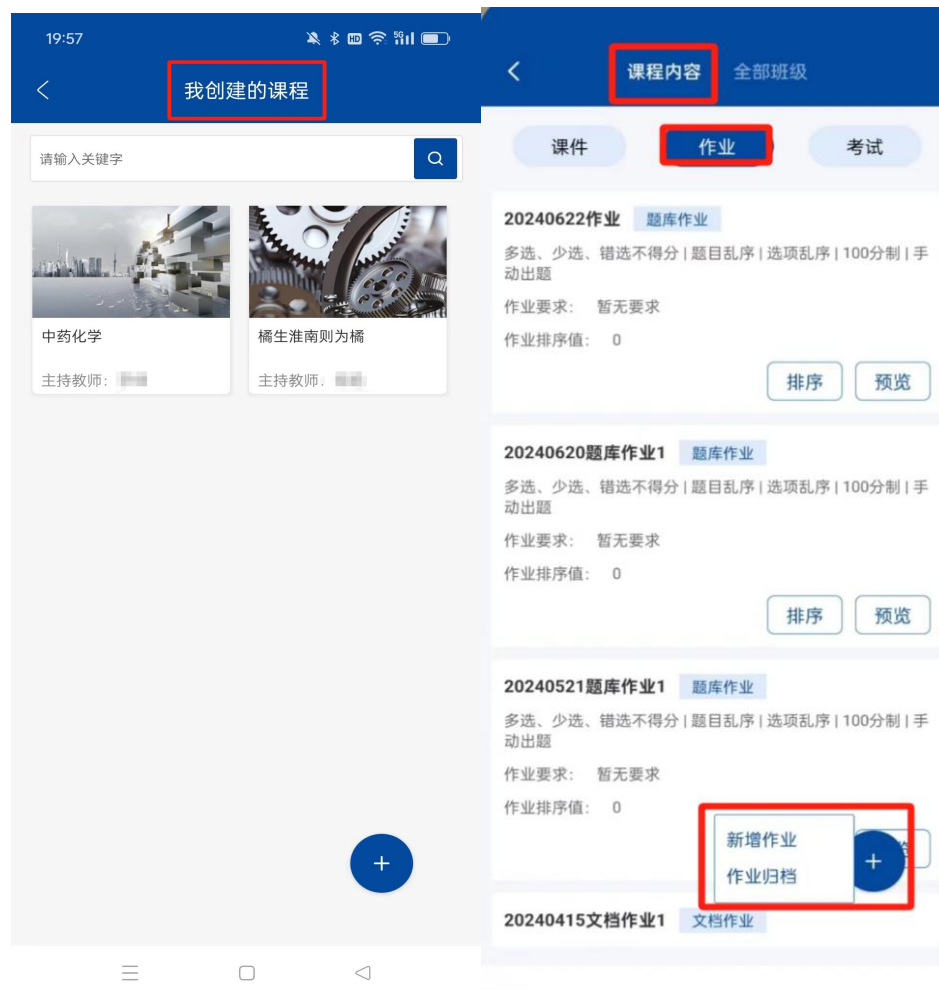 19:57
HD 5G
我创建的课程
请输入关键字
中药化学
主持教师:
橘生淮南则为橘
主持教师:
课程内容 全部班级
课件 作业 考试
20240622作业 题库作业
多选、少选、错选不得分 | 题目乱序 | 选项乱序 | 100分制 | 手
动出题
作业要求: 暂无要求
作业排序值: 0
排序 预览
20240620题库作业1 题库作业
多选、少选、错选不得分 | 题目乱序 | 选项乱序 | 100分制 | 手
动出题
作业要求: 暂无要求
作业排序值: 0
排序 预览
20240521题库作业1 题库作业
多选、少选、错选不得分 | 题目乱序 | 选项乱序 | 100分制 | 手
动出题
作业要求: 暂无要求
作业排序值: 0
新增作业
作业归档
20240415文档作业1 文档作业